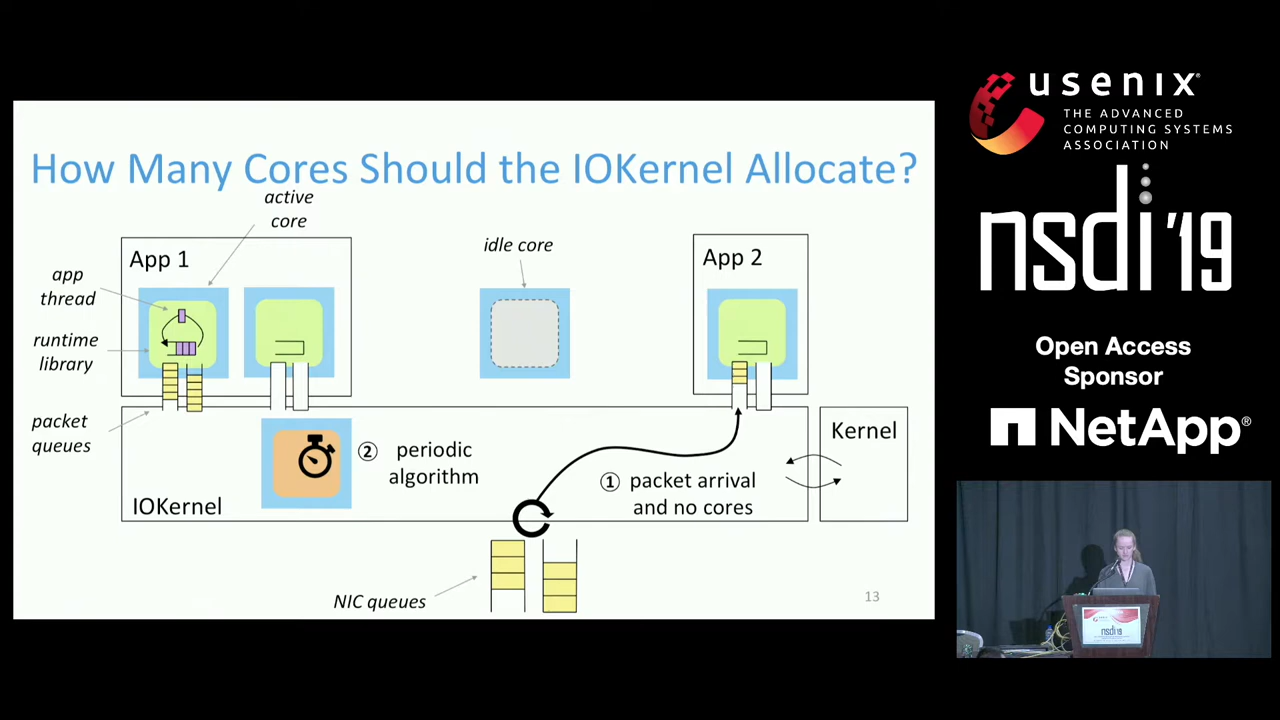 How Many Cores Should the IOKernel Allocate?
active
core
App 1
idle core
App 2
app
thread
runtime
library
packet
queues
② periodic
algorithm
① packet arrival
and no cores
Kernel
IOKernel
NIC queues
13
usenix®
THE ADVANCED
COMPUTING SYSTEMS
ASSOCIATION
nsdi '19
Open Access
Sponsor
NetApp®
nsdi'19